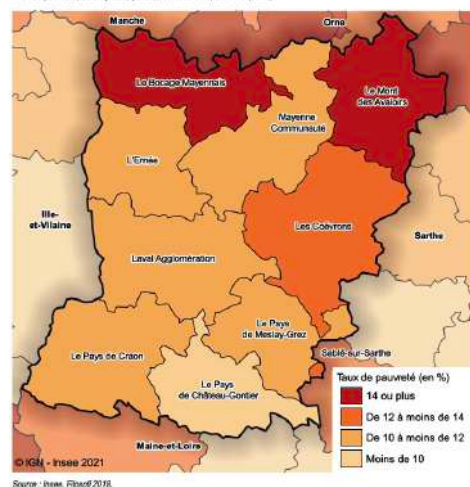 Manche
Orne
Le Bocage Mayennais
Le Mont
des Avaloirs
Mayenne
Communauté
L'Ernée
Ille-
et-Vilaine
Les Coëvrons
Sarthe
Laval Agglomération
Le Pays
de Meslay-Grez
Le Pays de Craon
Sablé-sur-Sarthe
Le Pays
de Château-Gontier
Taux de pauvreté (en %)
14 ou plus
De 12 à moins de 14
De 10 à moins de 12
Moins de 10
Maine-et-Loire
© IGN - Insee 2021
Source : Insee, Filosofi 2018.